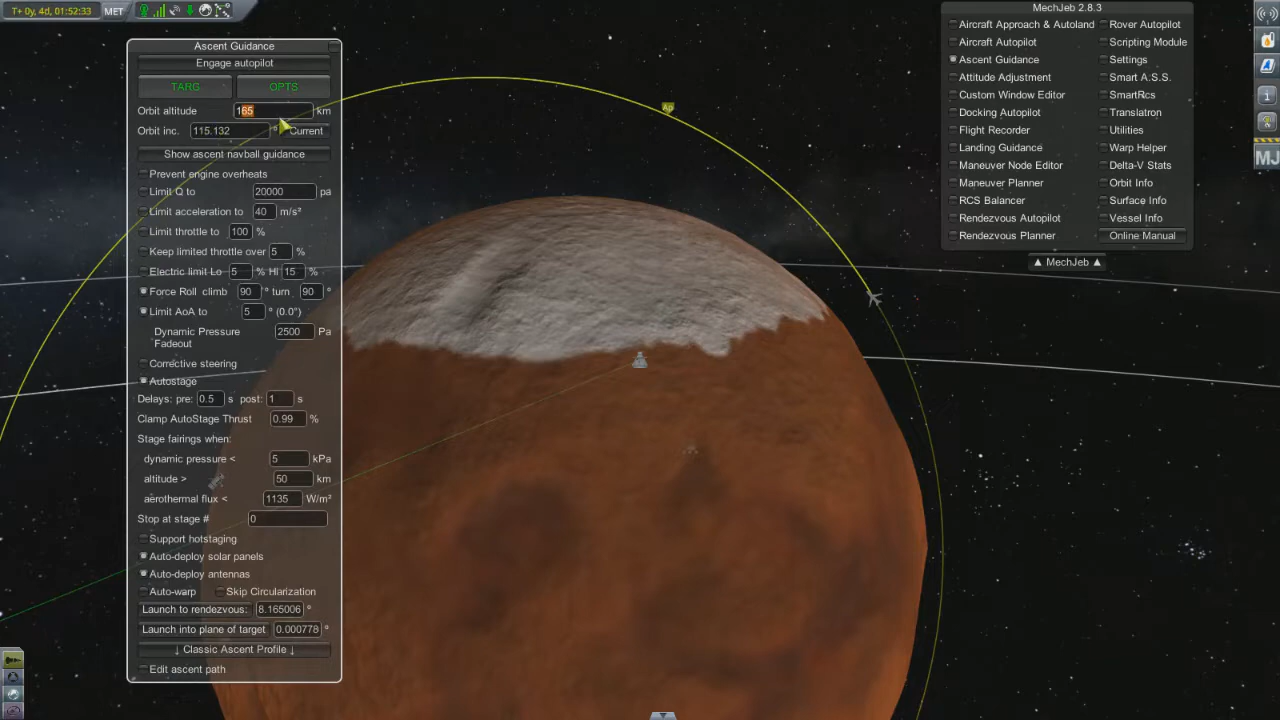 T+ 0y, 4d, 01:52:33 MET
Ascent Guidance
Engage autopilot
TARG OPTS
Orbit altitude 165 km
Orbit inc. 115.132 ° Current
Show ascent navball guidance
Prevent engine overheats
Limit Q to 20000 pa
Limit acceleration to 40 m/s²
Limit throttle to 100 %
Keep limited throttle over 5 %
Electric limit Lo 5 % Hi 15 %
Force Roll climb 90 ° turn 90 °
Limit AoA to 5 ° (0.0°)
Dynamic Pressure 2500 Pa
Fadeout
Corrective steering
Autostage
Delays: pre: 0.5 s post: 1 s
Clamp AutoStage Thrust 0.99 %
Stage fairings when:
dynamic pressure < 5 kPa
altitude > 50 km
aerothermal flux < 1135 W/m²
Stop at stage # 0
Support hotstaging
Auto-deploy solar panels
Auto-deploy antennas
Auto-warp Skip Circularization
Launch to rendezvous: 8.165006 °
Launch into plane of target 0.000778 °
↓ Classic Ascent Profile ↓
Edit ascent path
Ap
MechJeb 2.8.3
Aircraft Approach & Autoland Rover Autopilot
Aircraft Autopilot Scripting Module
Ascent Guidance Settings
Attitude Adjustment Smart A.S.S.
Custom Window Editor SmartRcs
Docking Autopilot Translatron
Flight Recorder Utilities
Landing Guidance Warp Helper
Maneuver Node Editor Delta-V Stats
Maneuver Planner Orbit Info
RCS Balancer Surface Info
Rendezvous Autopilot Vessel Info
Rendezvous Planner Online Manual
▲ MechJeb ▲
MJ